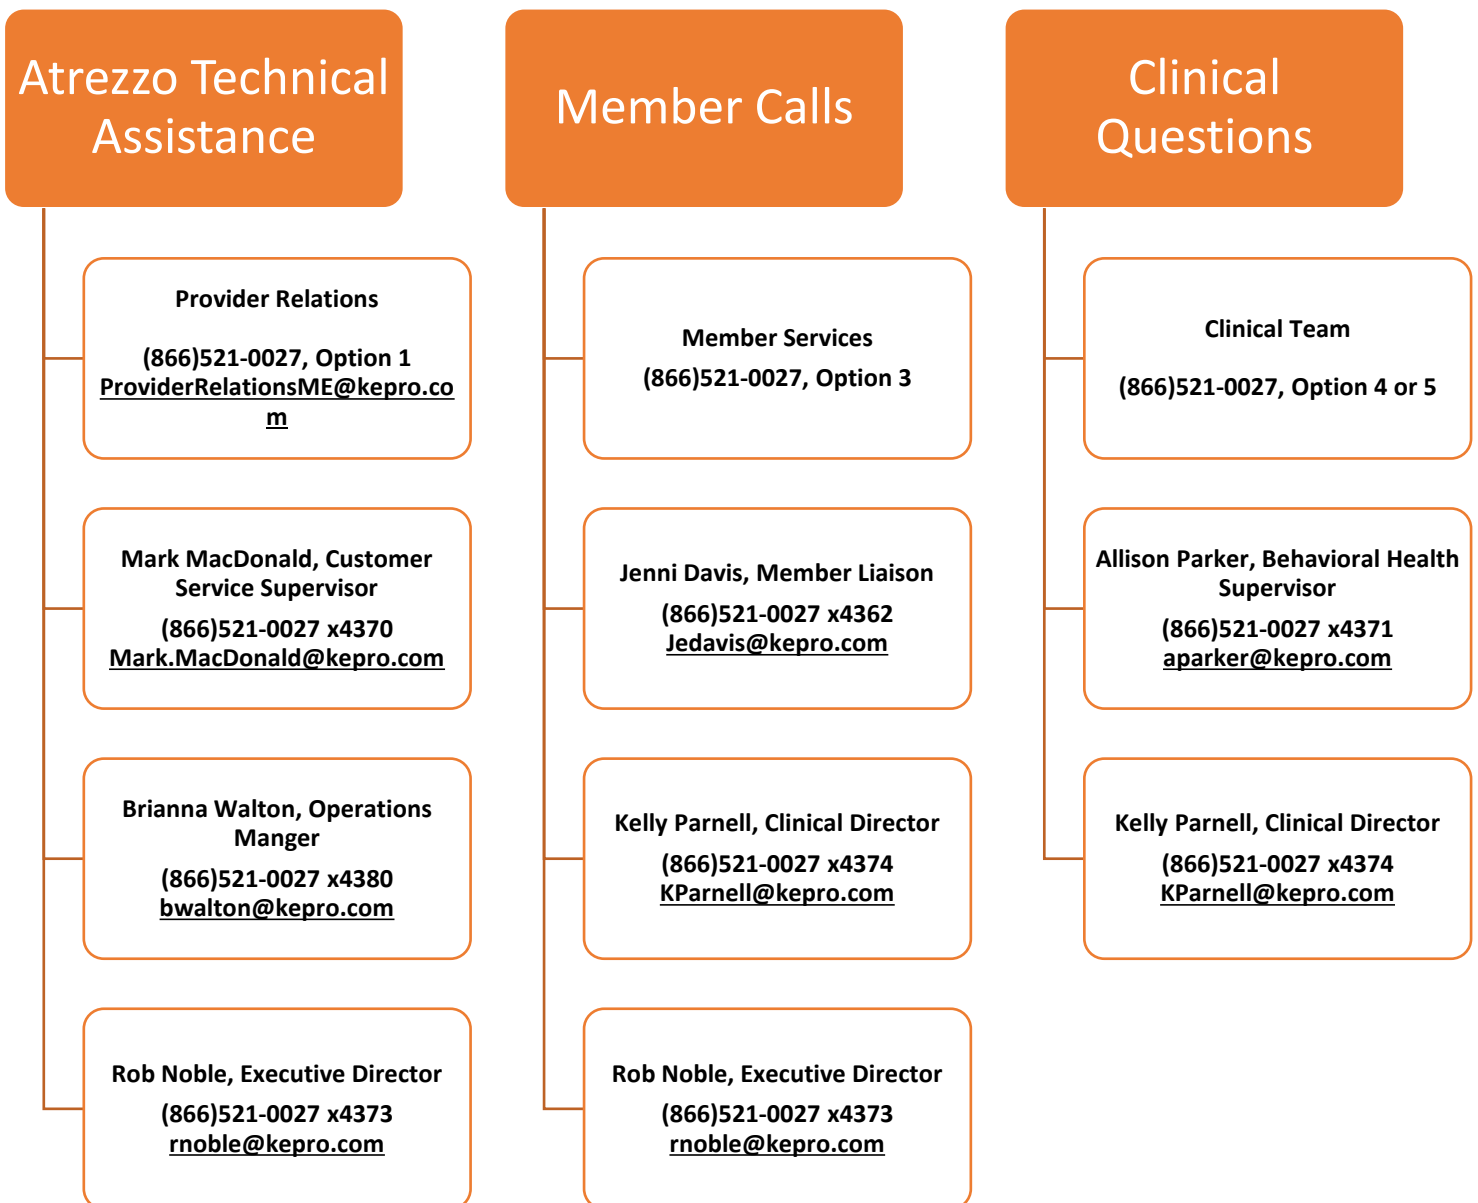 Atrezzo Technical
Assistance
Provider Relations
(866)521-0027, Option 1
ProviderRelationsME@kepro.co
m
Mark MacDonald, Customer
Service Supervisor
(866)521-0027 x4370
Mark.MacDonald@kepro.com
Brianna Walton, Operations
Manger
(866)521-0027 x4380
bwalton@kepro.com
Rob Noble, Executive Director
(866)521-0027 x4373
rnoble@kepro.com
Member Calls
Member Services
(866)521-0027, Option 3
Jenni Davis, Member Liaison
(866)521-0027 x4362
Jedavis@kepro.com
Kelly Parnell, Clinical Director
(866)521-0027 x4374
KParnell@kepro.com
Rob Noble, Executive Director
(866)521-0027 x4373
rnoble@kepro.com
Clinical
Questions
Clinical Team
(866)521-0027, Option 4 or 5
Allison Parker, Behavioral Health
Supervisor
(866)521-0027 x4371
aparker@kepro.com
Kelly Parnell, Clinical Director
(866)521-0027 x4374
KParnell@kepro.com